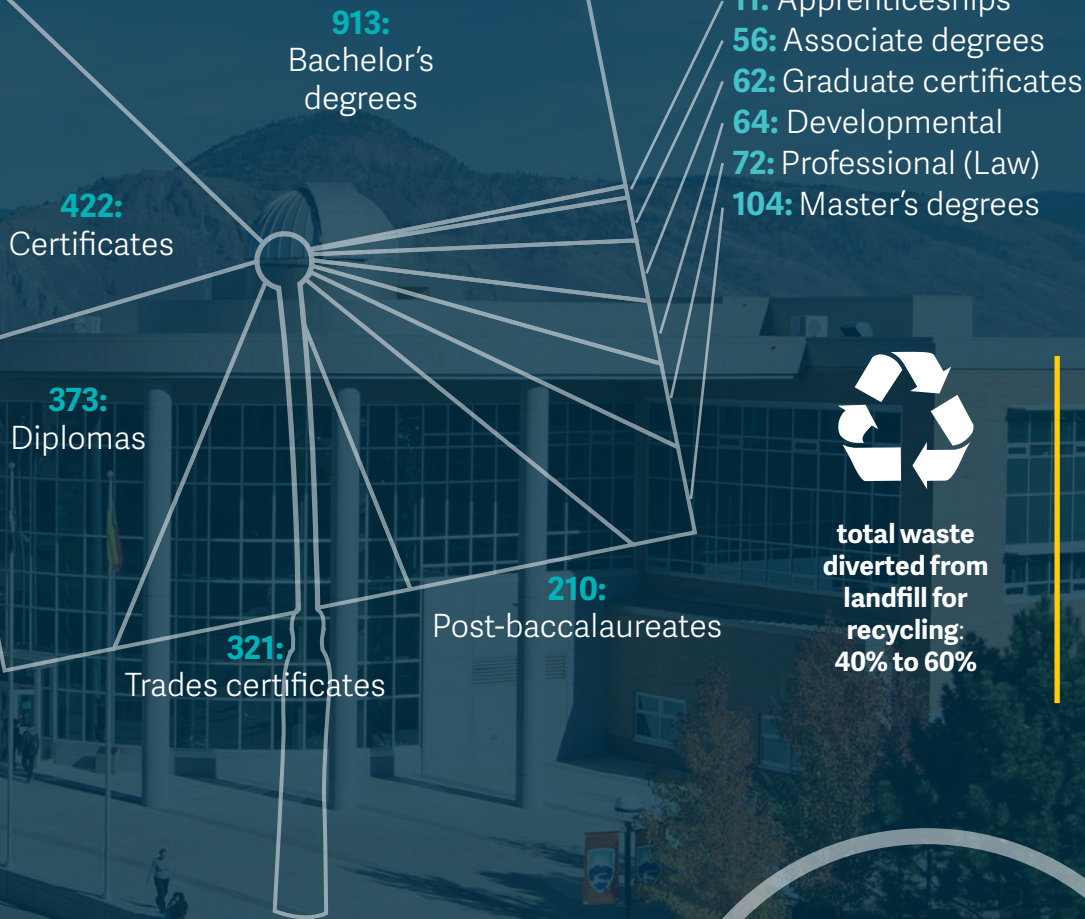 913:
Bachelor's
degrees
11: Apprenticeships
56: Associate degrees
62: Graduate certificates
64: Developmental
72: Professional (Law)
104: Master's degrees
422:
Certificates
373:
Diplomas
210:
Post-baccalaureates
321:
Trades certificates
total waste
diverted from
landfill for
recycling:
40% to 60%